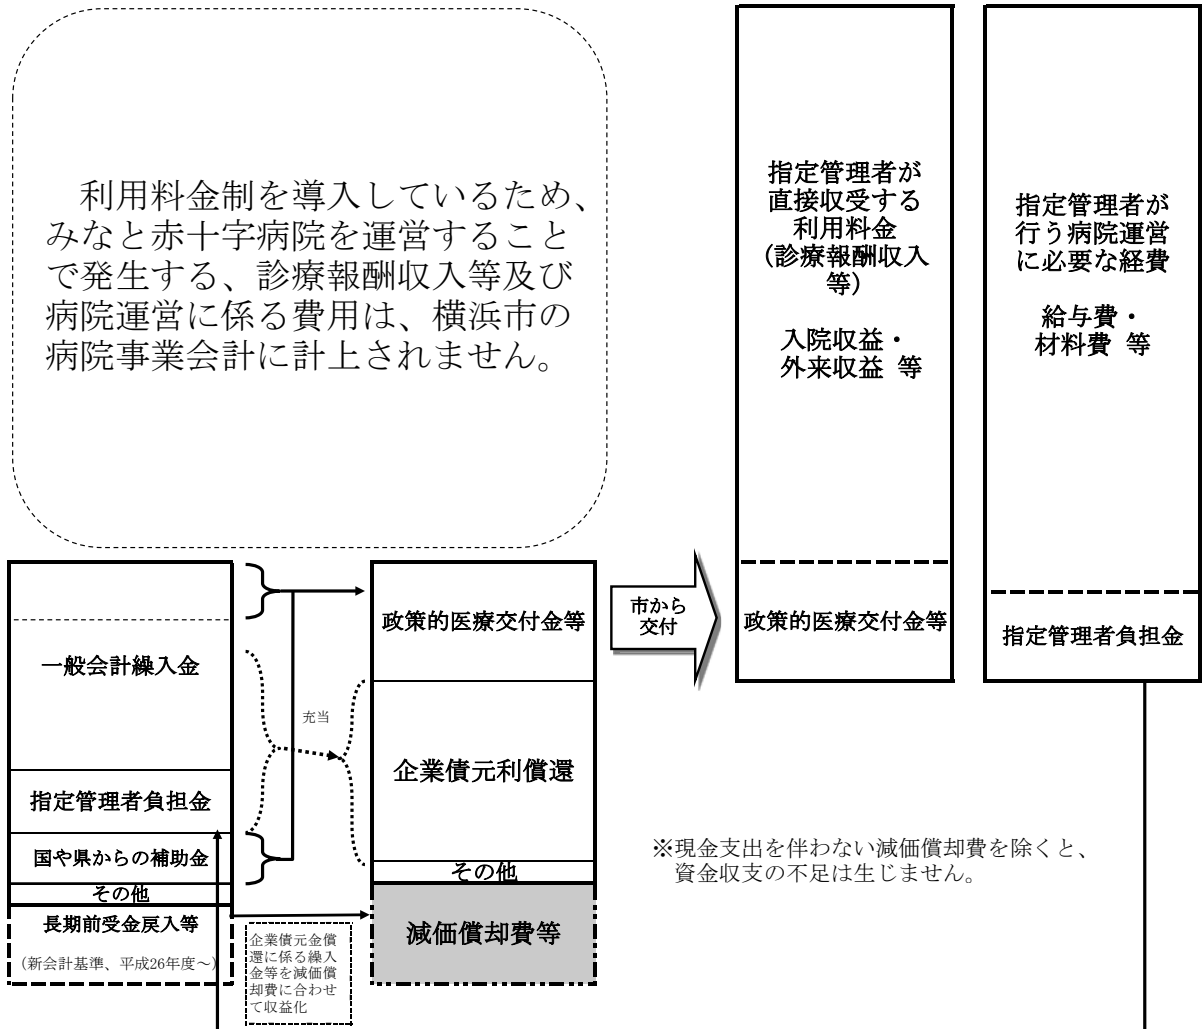 利用料金制を導入しているため、
みなと赤十字病院を運営すること
で発生する、診療報酬収入等及び
病院運営に係る費用は、横浜市の
病院事業会計に計上されません。
指定管理者が
直接収受する
利用料金
（診療報酬収入
等）
入院収益・
外来収益 等
政策的医療交付金等
指定管理者が
行う病院運営
に必要な経費
給与費・
材料費 等
指定管理者負担金
一般会計繰入金
指定管理者負担金
国や県からの補助金
その他
長期前受金戻入等
（新会計基準、平成26年度～）
充当
企業債元金償
還に係る繰入
金等を減価償
却費に合わせ
て収益化
政策的医療交付金等
企業債元利償還
その他
減価償却費等
市から
交付
※現金支出を伴わない減価償却費を除くと、
資金収支の不足は生じません。